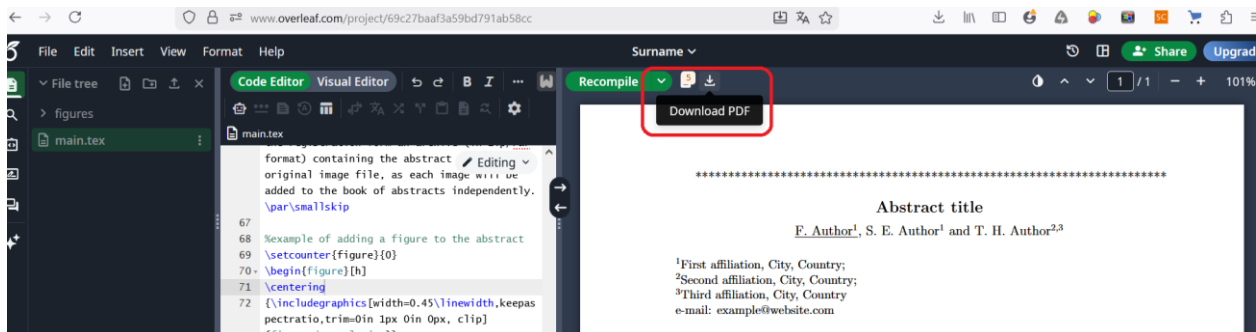 www.overleaf.com/project/69c27baaf3a59bd791ab58cc
SC
File Edit Insert View Format Help
Surname
Share
Upgrad
File tree
figures
main.tex
Code Editor Visual Editor
B I
main.tex
format) containing the abstract
Editing
original image file, as each image will be
added to the book of abstracts independently.
\par\smallskip
67
68 %example of adding a figure to the abstract
69 \setcounter{figure}{0}
70 \begin{figure}[h]
71 \centering
72 {\includegraphics[width=0.45\linewidth,keepas
pectratio,trim=0in 1px 0in 0px, clip]
Recompile
5
Download PDF
1 / 1
101%
************************************************************************
Abstract title
F. Author¹, S. E. Author¹ and T. H. Author²,³
¹First affiliation, City, Country;
²Second affiliation, City, Country;
³Third affiliation, City, Country
e-mail: example@website.com